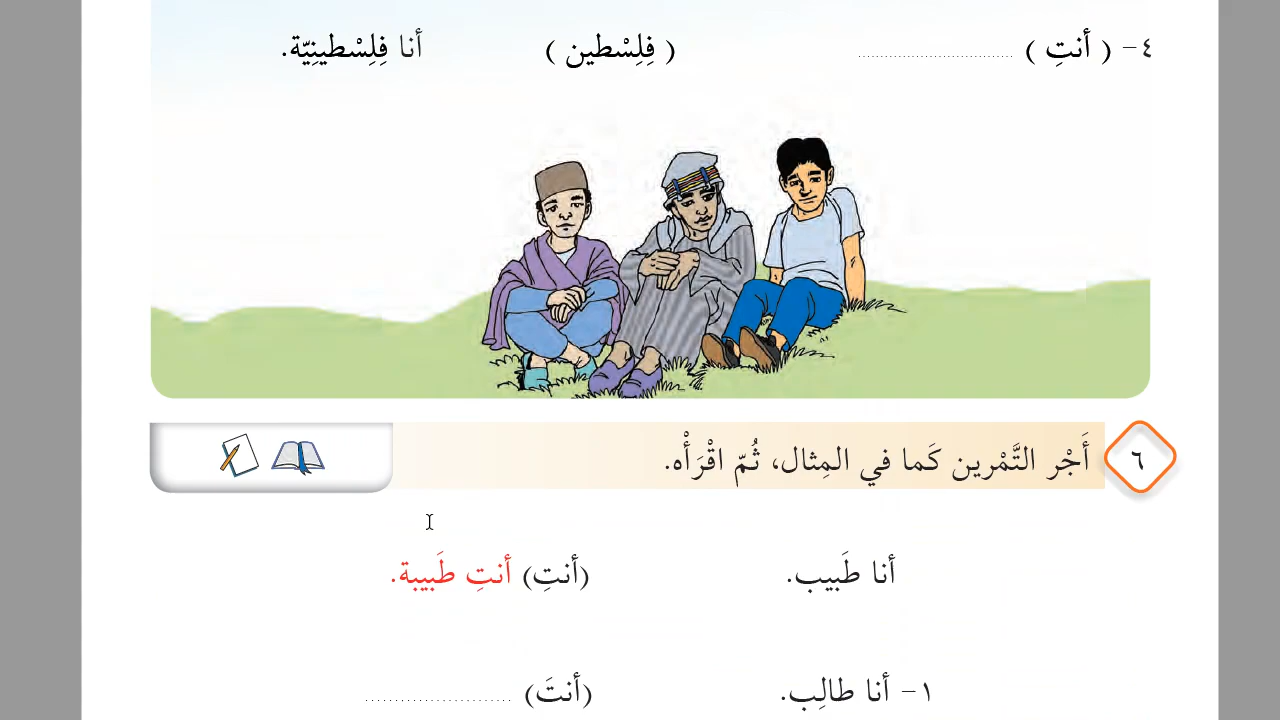 ٤- ( أنتِ ) .................................. ( فِلِسْطين ) أنا فِلِسْطينِيّة.
٦ أَجْر التَّمْرين كَما في المِثال، ثُمّ اقْرَأْه.
أنا طَبيب. (أنتِ) أنتِ طَبيبة.
١- أنا طالِب. (أنتَ) .........................